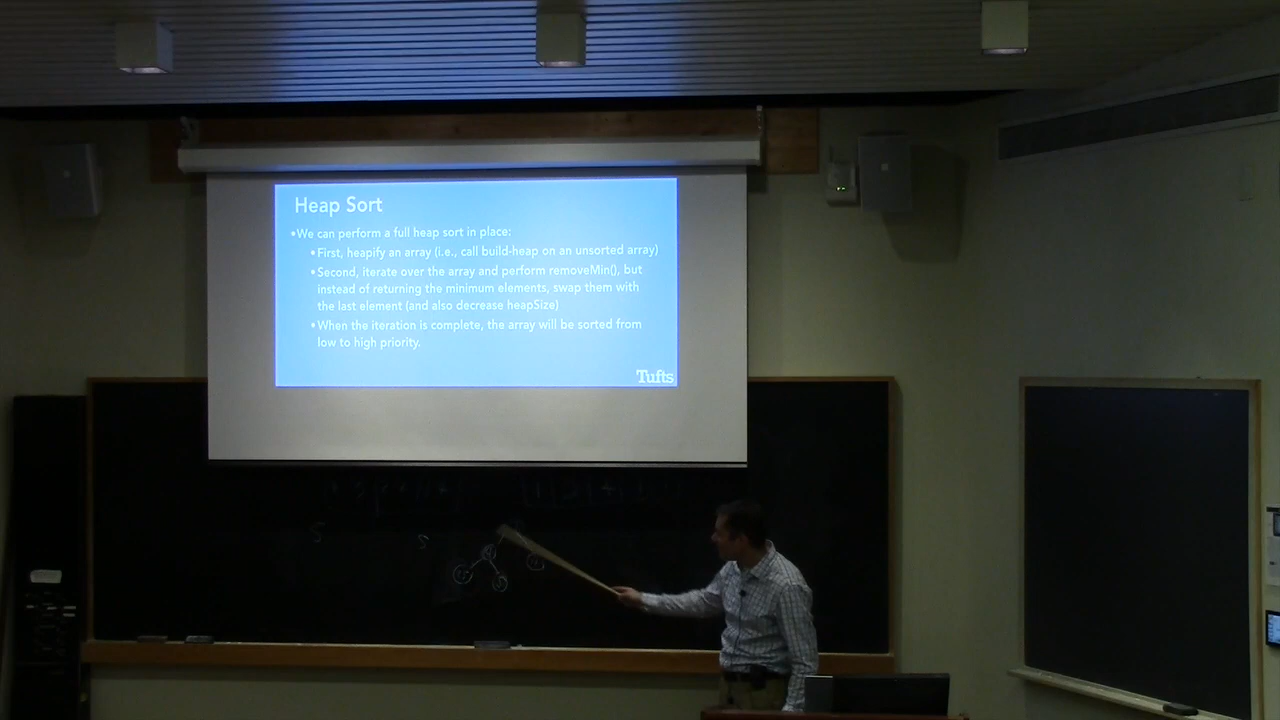 Heap Sort
•We can perform a full heap sort in place:
•First, heapify an array (i.e., call build-heap on an unsorted array)
•Second, iterate over the array and perform removeMin(), but
instead of returning the minimum elements, swap them with
the last element (and also decrease heapSize)
•When the iteration is complete, the array will be sorted from
low to high priority.
Tufts